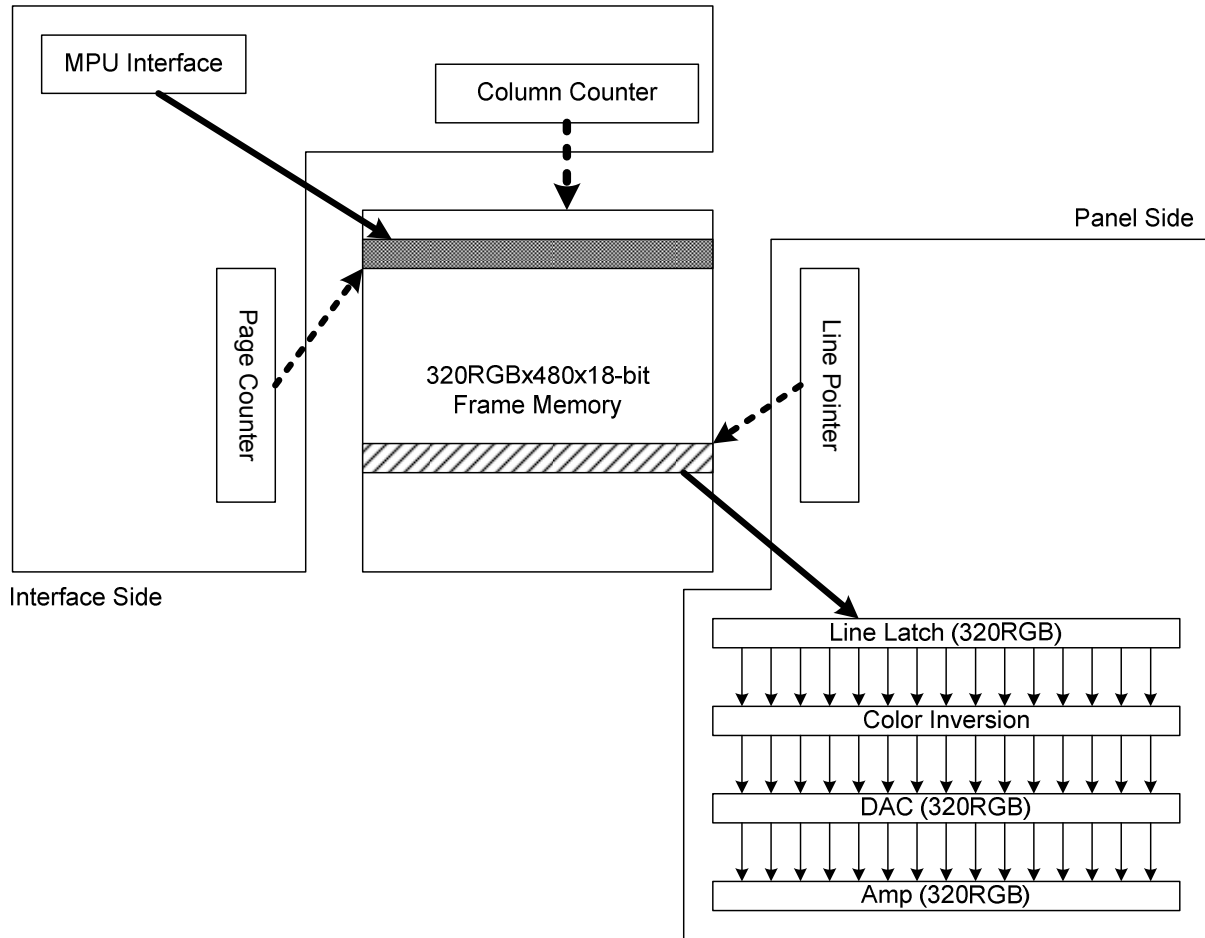 MPU Interface
Column Counter
Panel Side
Page Counter
Line Pointer
320RGBx480x18-bit
Frame Memory
Interface Side
Line Latch (320RGB)
Color Inversion
DAC (320RGB)
Amp (320RGB)